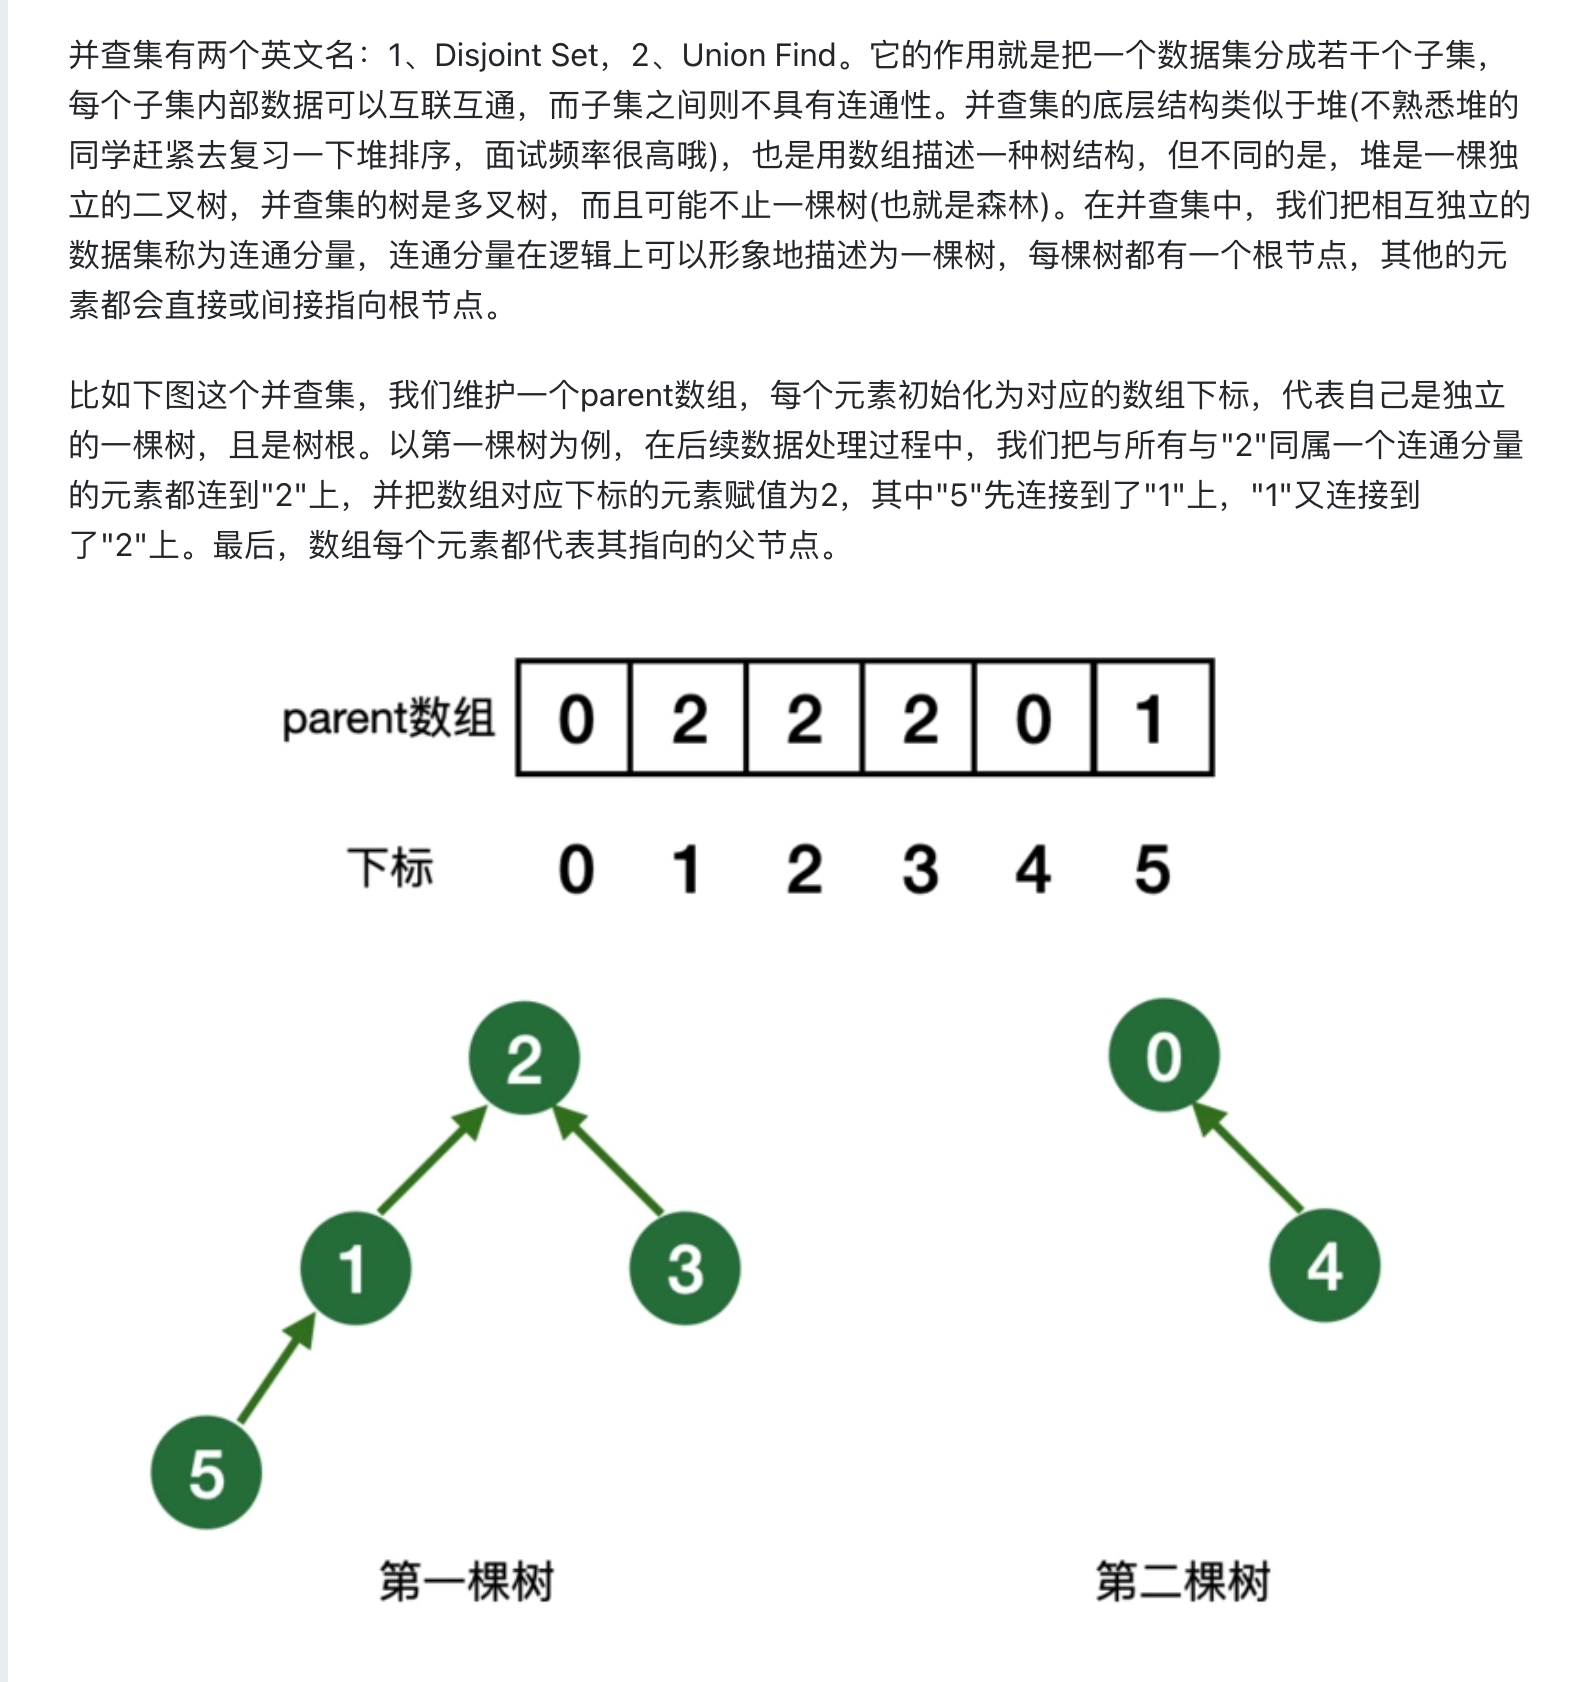 并查集有两个英文名：1、Disjoint Set，2、Union Find。它的作用就是把一个数据集分成若干个子集，
每个子集内部数据可以互联互通，而子集之间则不具有连通性。并查集的底层结构类似于堆(不熟悉堆的
同学赶紧去复习一下堆排序，面试频率很高哦)，也是用数组描述一种树结构，但不同的是，堆是一棵独
立的二叉树，并查集的树是多叉树，而且可能不止一棵树(也就是森林)。在并查集中，我们把相互独立的
数据集称为连通分量，连通分量在逻辑上可以形象地描述为一棵树，每棵树都有一个根节点，其他的元
素都会直接或间接指向根节点。
比如下图这个并查集，我们维护一个parent数组，每个元素初始化为对应的数组下标，代表自己是独立
的一棵树，且是树根。以第一棵树为例，在后续数据处理过程中，我们把与所有与"2"同属一个连通分量
的元素都连到"2"上，并把数组对应下标的元素赋值为2，其中"5"先连接到了"1"上，"1"又连接到
了"2"上。最后，数组每个元素都代表其指向的父节点。
parent数组 0 2 2 2 0 1
下标 0 1 2 3 4 5
2
1 3
5
第一棵树
0
4
第二棵树